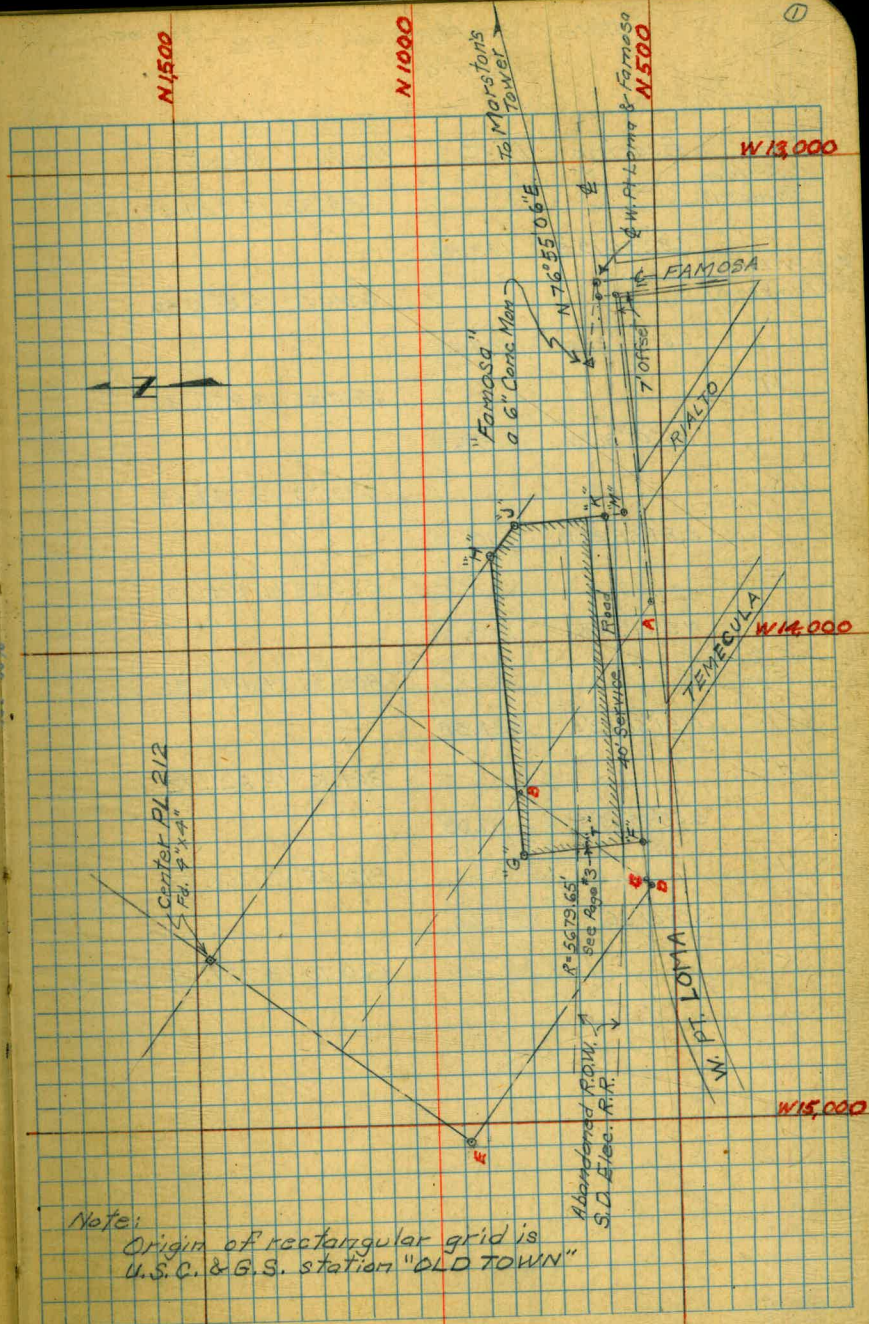 ①
N 1,500
N 1000
N 500
W 13,000
W 14,000
W 15,000
To Marston's
Tower
N 76° 55' 06" E
℄
℄ W. Pt. Loma & Famosa
FAMOSA
7' Offset
"Famosa"
a 6" Conc Mon
RIALTO
TEMECULA
"H"
"J"
"K"
"M"
A
40' Service Road
Center PL 212
Fd. 4"x4"
"G"
B
"F"
"L"
R=5679.65'
See Page #3
D
E
Abandoned R.O.W.
S.D. Elec. R.R.
W. PT. LOMA
Note:
Origin of rectangular grid is
U.S.C. & G.S. station "OLD TOWN"